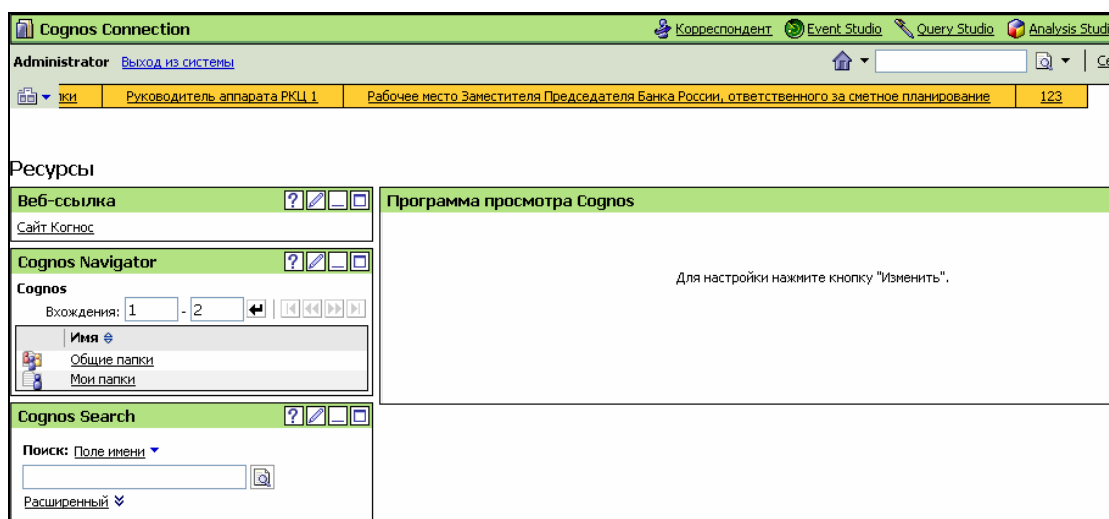 Cognos Connection Корреспондент Event Studio Query Studio Analysis Studi
Administrator Выход из системы
Руководитель аппарата РКЦ 1 Рабочее место Заместителя Председателя Банка России, ответственного за сметное планирование 123
Ресурсы
Веб-ссылка
Сайт Когнос
Программа просмотра Cognos
Для настройки нажмите кнопку "Изменить".
Cognos Navigator
Cognos
Вхождения: 1 - 2
Имя
Общие папки
Мои папки
Cognos Search
Поиск: Поле имени
Расширенный